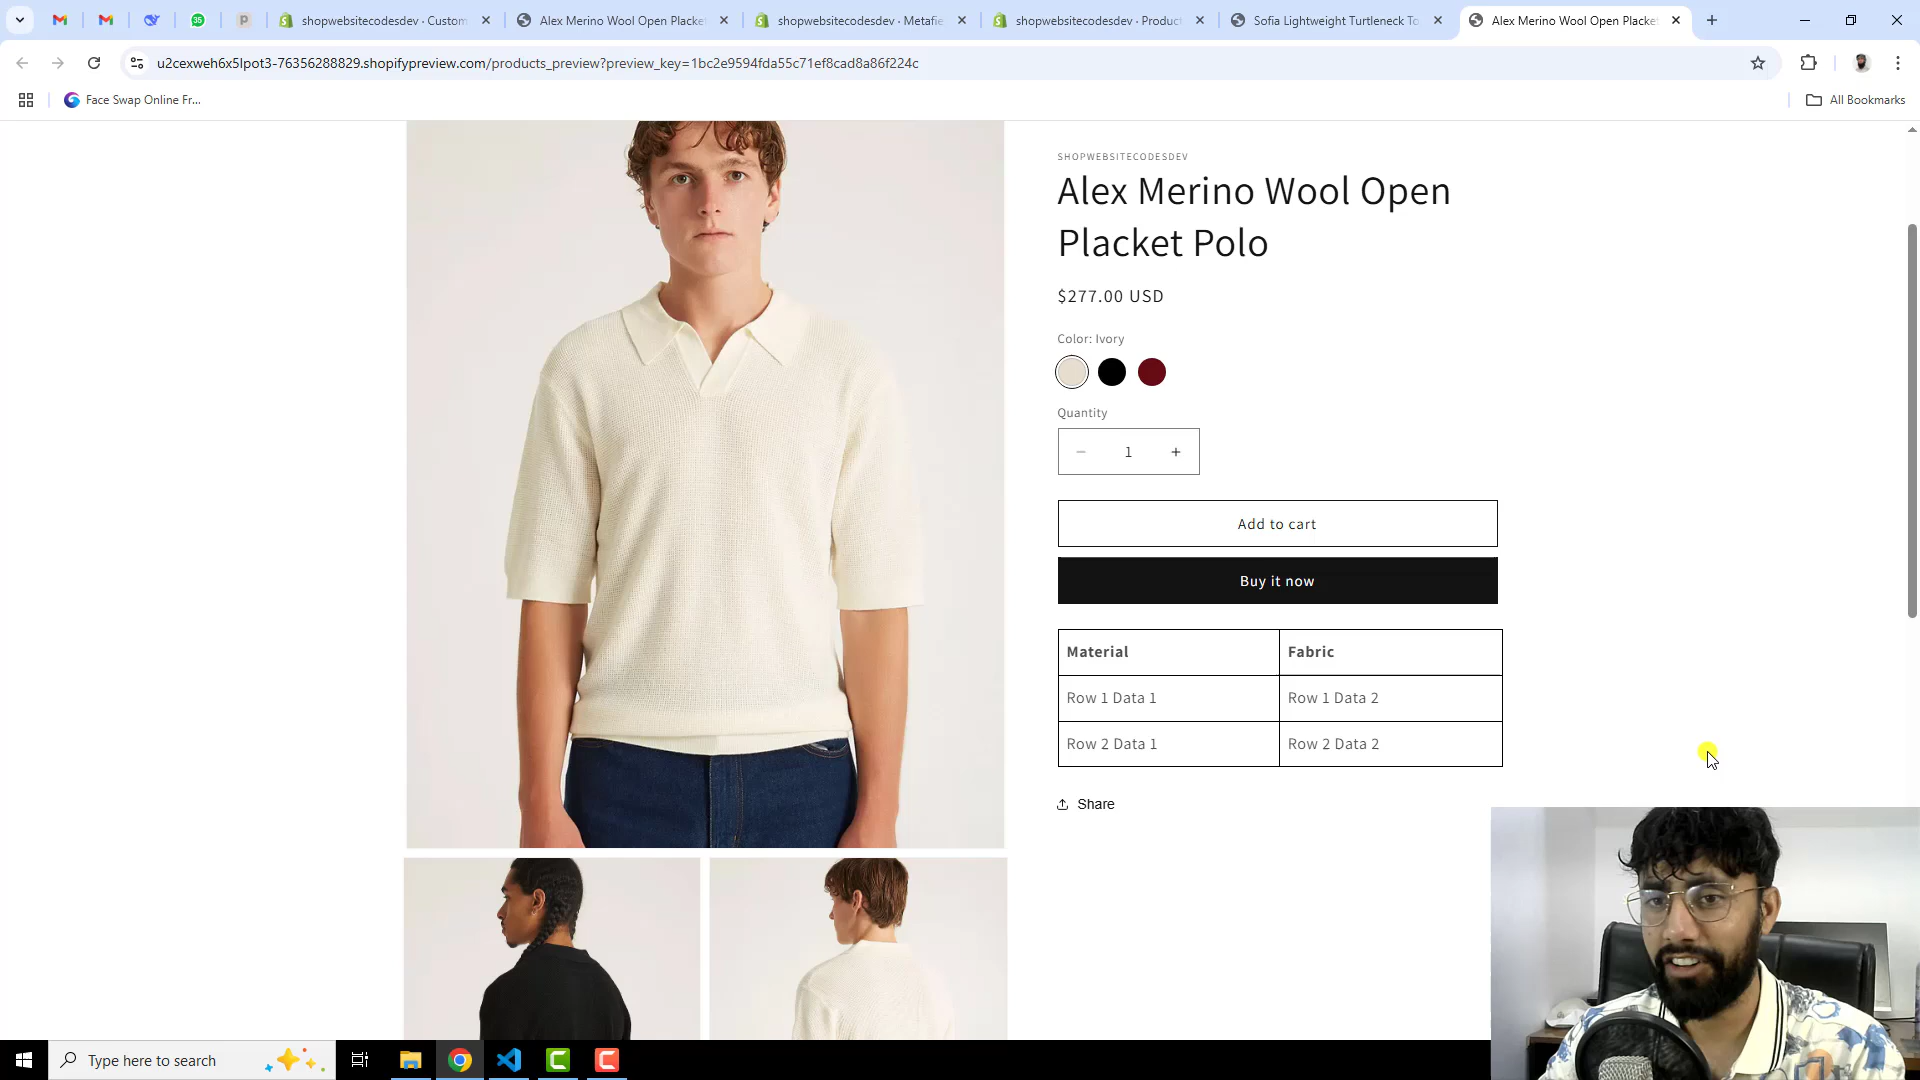 35
shopwebsitecodesdev · Custom
Alex Merino Wool Open Placke
shopwebsitecodesdev · Metafie
shopwebsitecodesdev · Produc
Sofia Lightweight Turtleneck To
Alex Merino Wool Open Placke
u2cexweh6x5lpot3-76356288829.shopifypreview.com/products_preview?preview_key=1bc2e9594fda55c71ef8cad8a86f224c
Face Swap Online Fr...
All Bookmarks
SHOPWEBSITECODESDEV
Alex Merino Wool Open
Placket Polo
$277.00 USD
Color: Ivory
Quantity
− 1 +
Add to cart
Buy it now
Material Fabric
Row 1 Data 1 Row 1 Data 2
Row 2 Data 1 Row 2 Data 2
Share
Type here to search